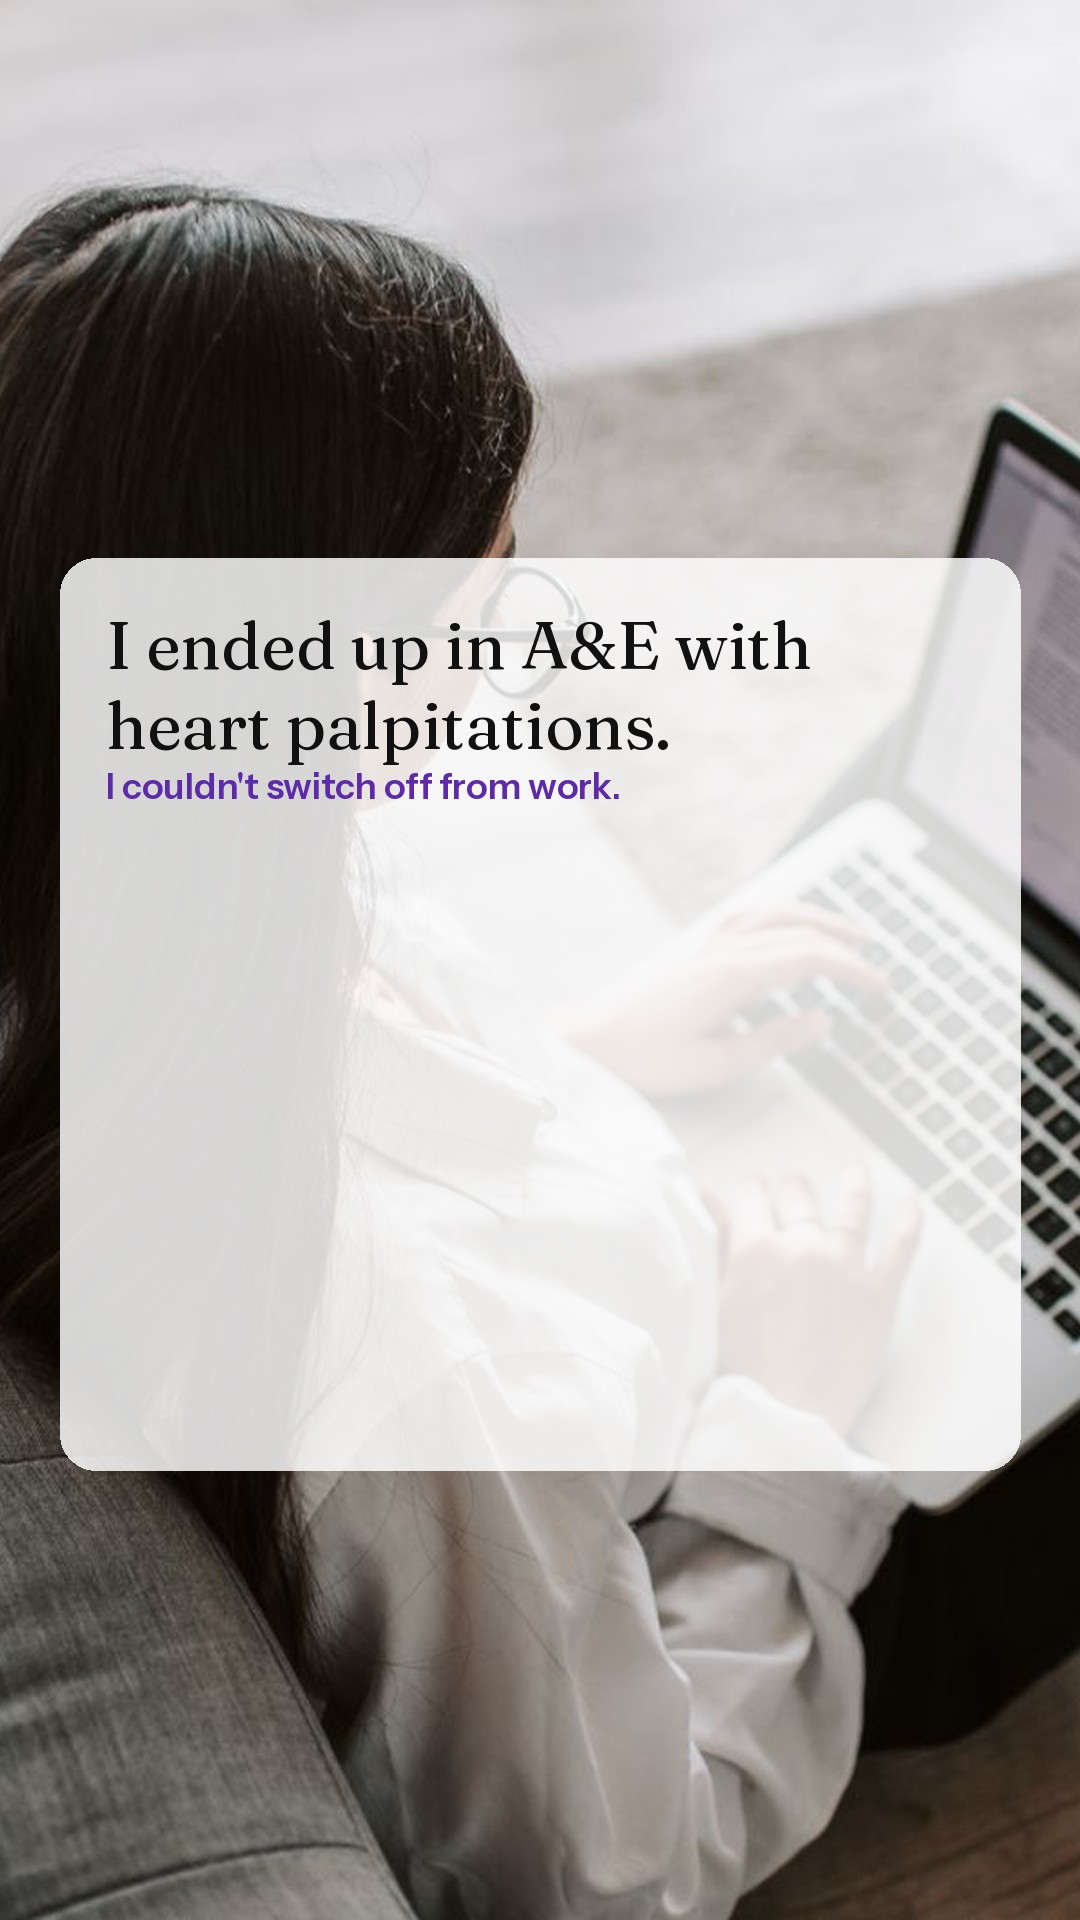 I ended up in A&E with
heart palpitations.
I couldn't switch off from work.